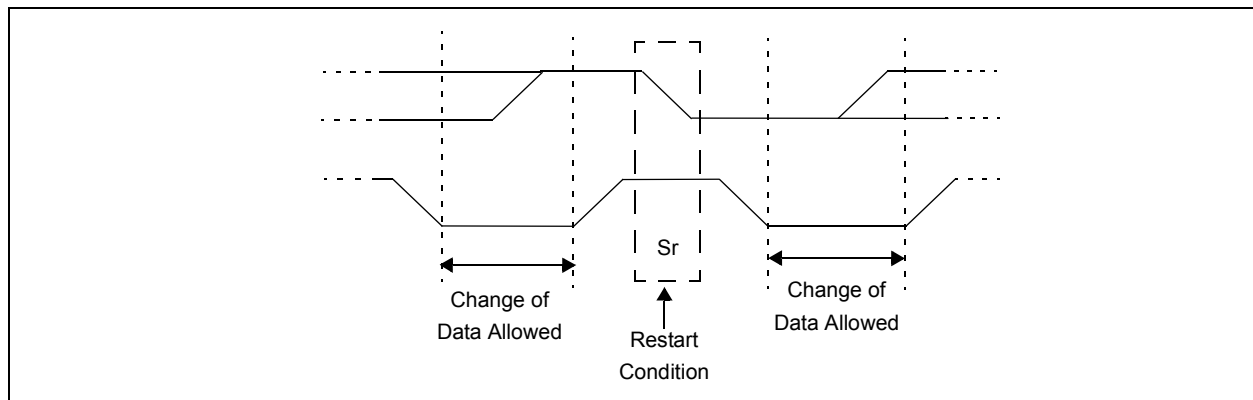 Sr
Change of
Data Allowed
Restart
Condition
Change of
Data Allowed